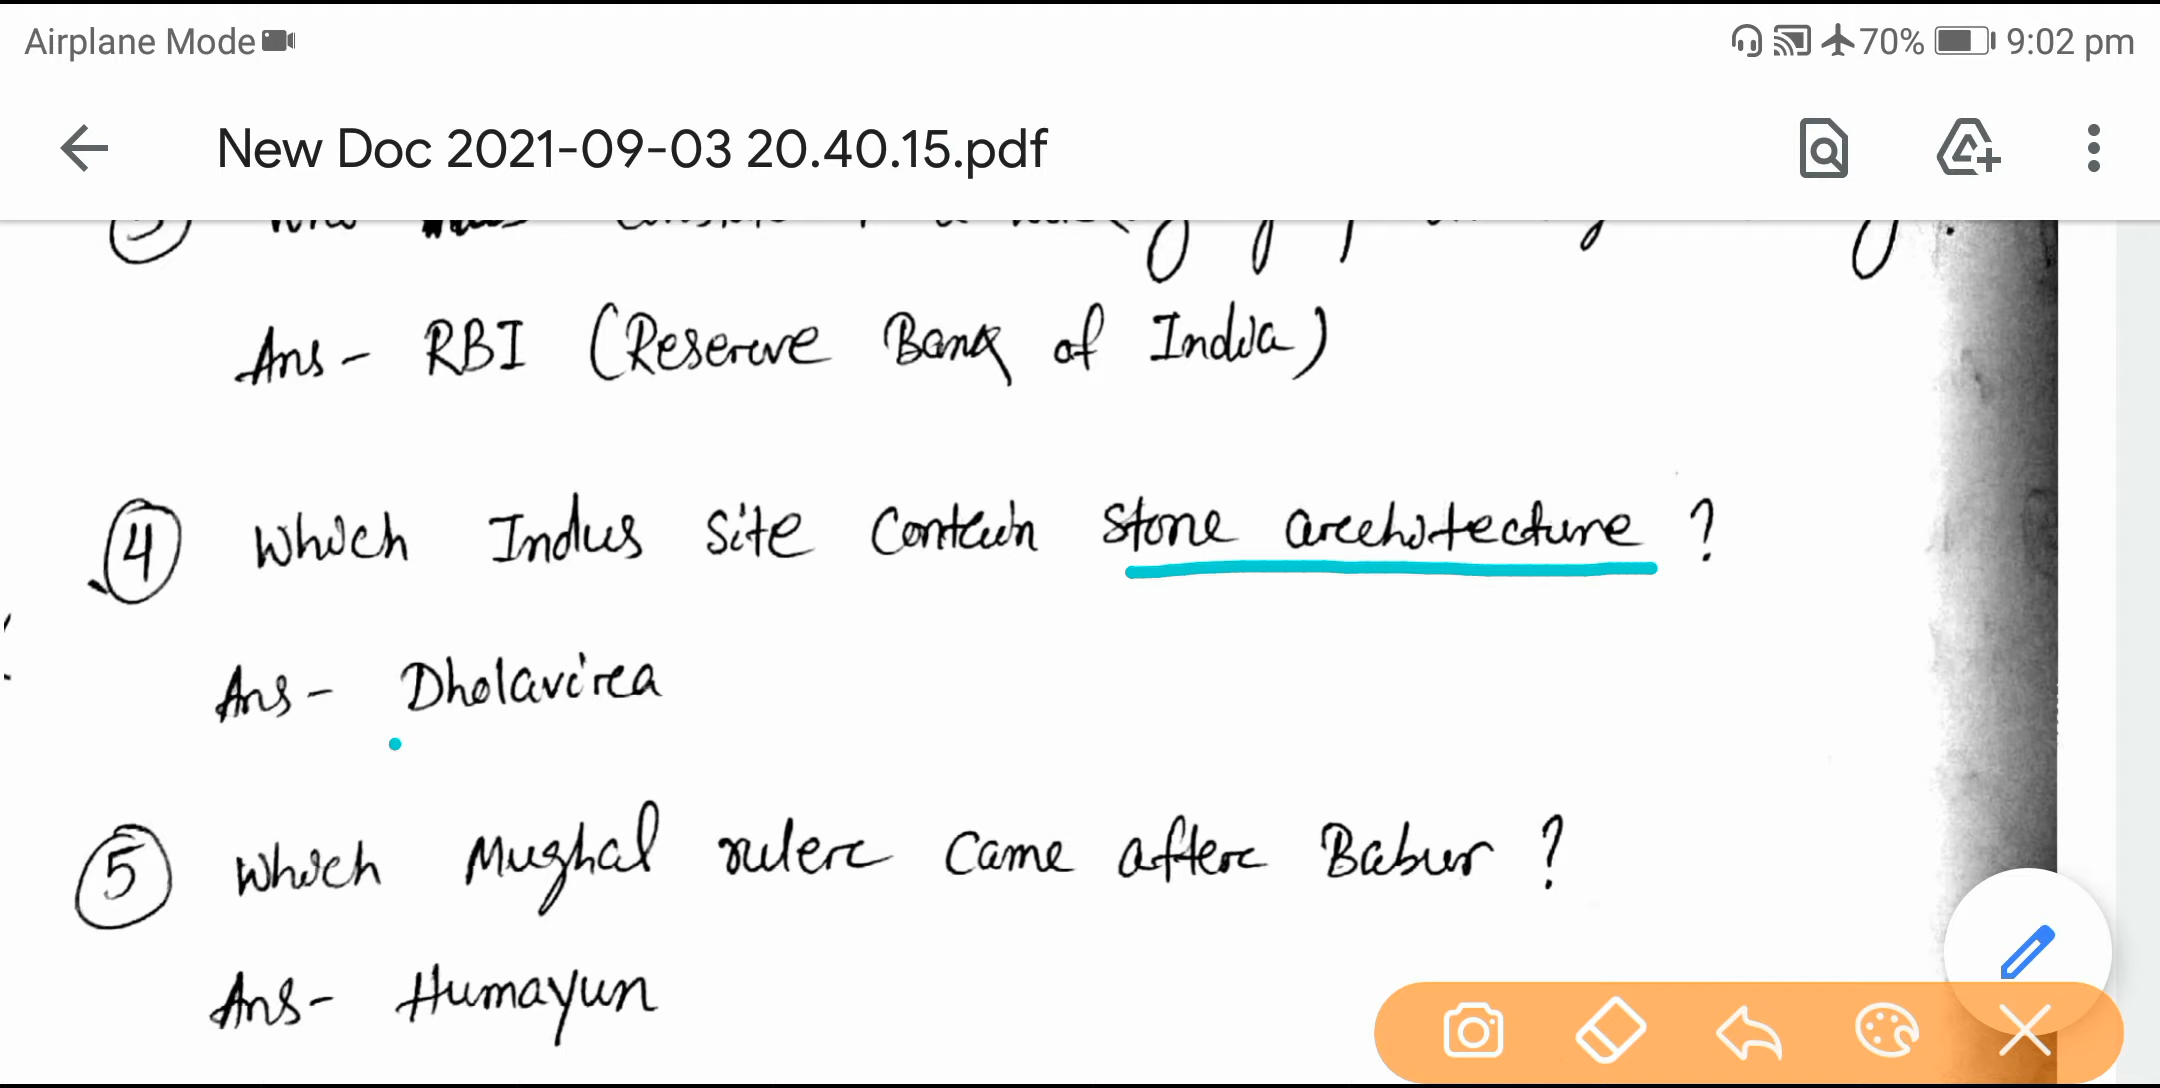 Airplane Mode
70% 9:02 pm
New Doc 2021-09-03 20.40.15.pdf
Ans - RBI (Reserve Bank of India)
4 Which Indus Site Contain Stone architecture ?
Ans - Dholavira
5 Which Mughal ruler Came after Babur ?
Ans - Humayun